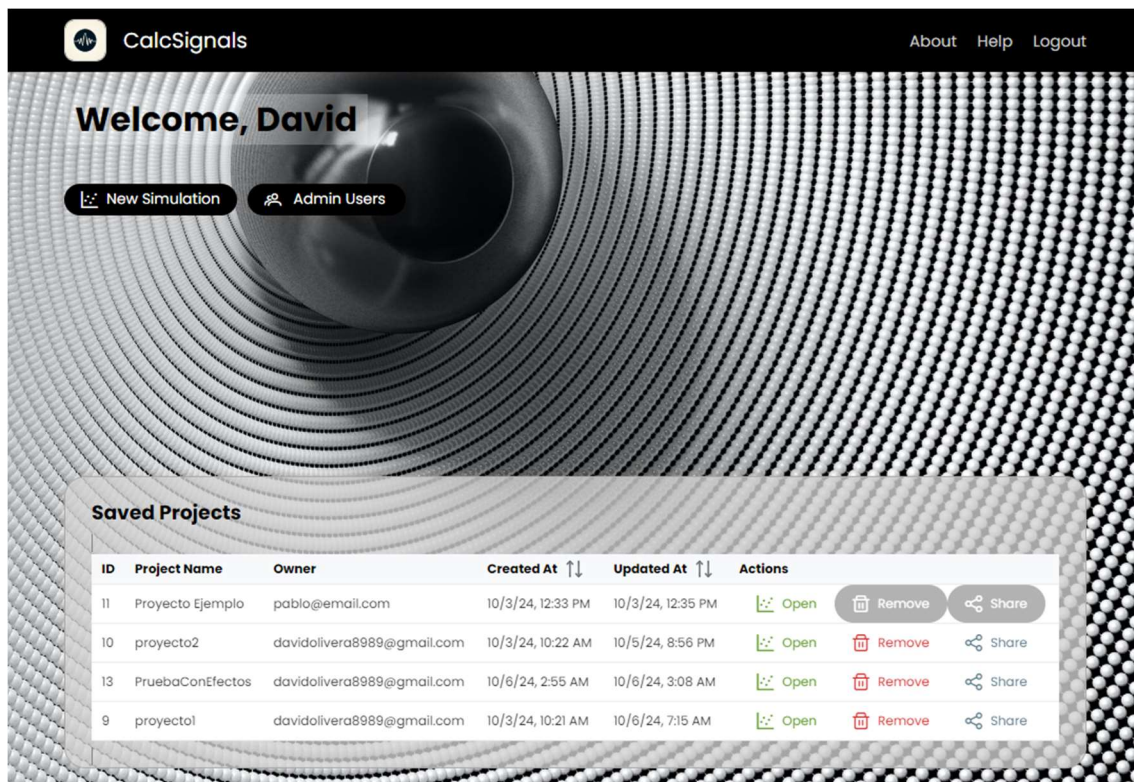 CalcSignals About Help Logout
Welcome, David
New Simulation Admin Users
Saved Projects
ID Project Name Owner Created At Updated At Actions
11 Proyecto Ejemplo pablo@email.com 10/3/24, 12:33 PM 10/3/24, 12:35 PM Open Remove Share
10 proyecto2 davidolivera8989@gmail.com 10/3/24, 10:22 AM 10/5/24, 8:56 PM Open Remove Share
13 PruebaConEfectos davidolivera8989@gmail.com 10/6/24, 2:55 AM 10/6/24, 3:08 AM Open Remove Share
9 proyecto1 davidolivera8989@gmail.com 10/3/24, 10:21 AM 10/6/24, 7:15 AM Open Remove Share